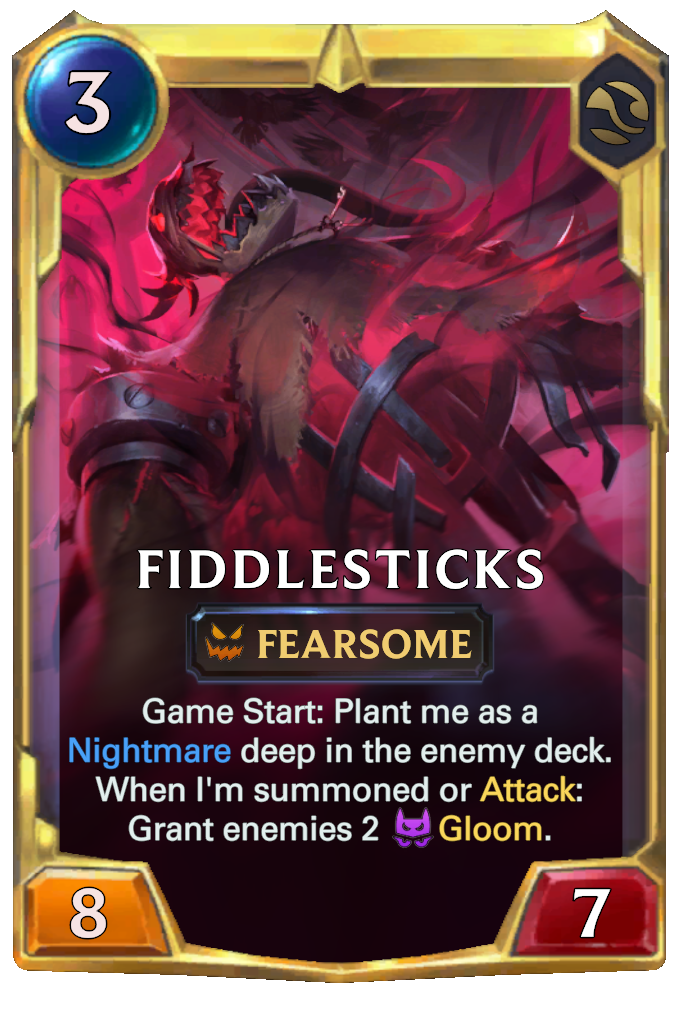 3
FIDDLESTICKS
FEARSOME
Game Start: Plant me as a
Nightmare deep in the enemy deck.
When I'm summoned or Attack:
Grant enemies 2 Gloom.
8
7